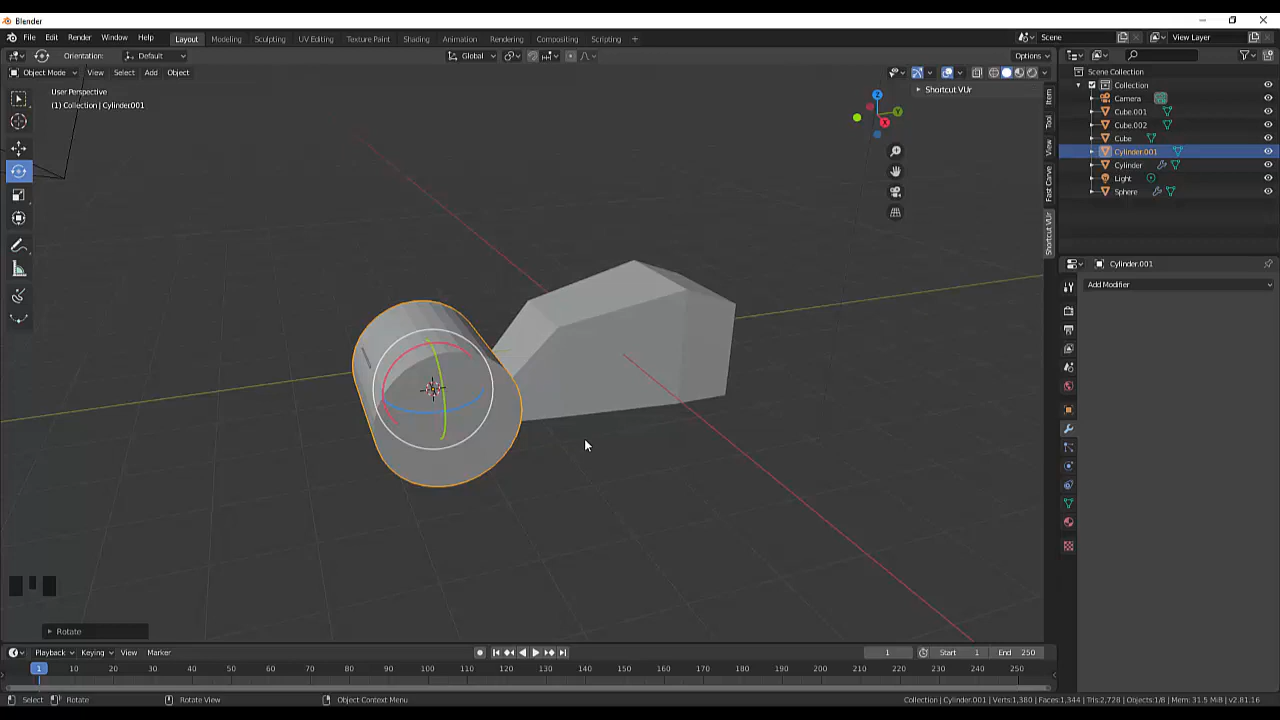 Blender
File Edit Render Window Help Layout Modeling Sculpting UV Editing Texture Paint Shading Animation Rendering Compositing Scripting + Scene View Layer
Orientation: Default Global Options
Object Mode View Select Add Object
User Perspective
(1) Collection | Cylinder001
Shortcut VUr
Z
Y
X
Item
Tool
View
Fast Carve
Shortcut VUr
Scene Collection
Collection
Camera
Cube.001
Cube.002
Cube
Cylinder.001
Cylinder
Light
Sphere
Cylinder.001
Add Modifier
Rotate
Playback Keying View Marker 1 Start 1 End 250
1 10 20 30 40 50 60 70 80 90 100 110 120 130 140 150 160 170 180 190 200 210 220 230 240 250
Select Rotate Rotate View Object Context Menu Collection | Cylinder.001 | Verts:1,380 | Faces:1,344 | Tris:2,728 | Objects:1/8 | Mem: 31.5 MiB | v2.81.16